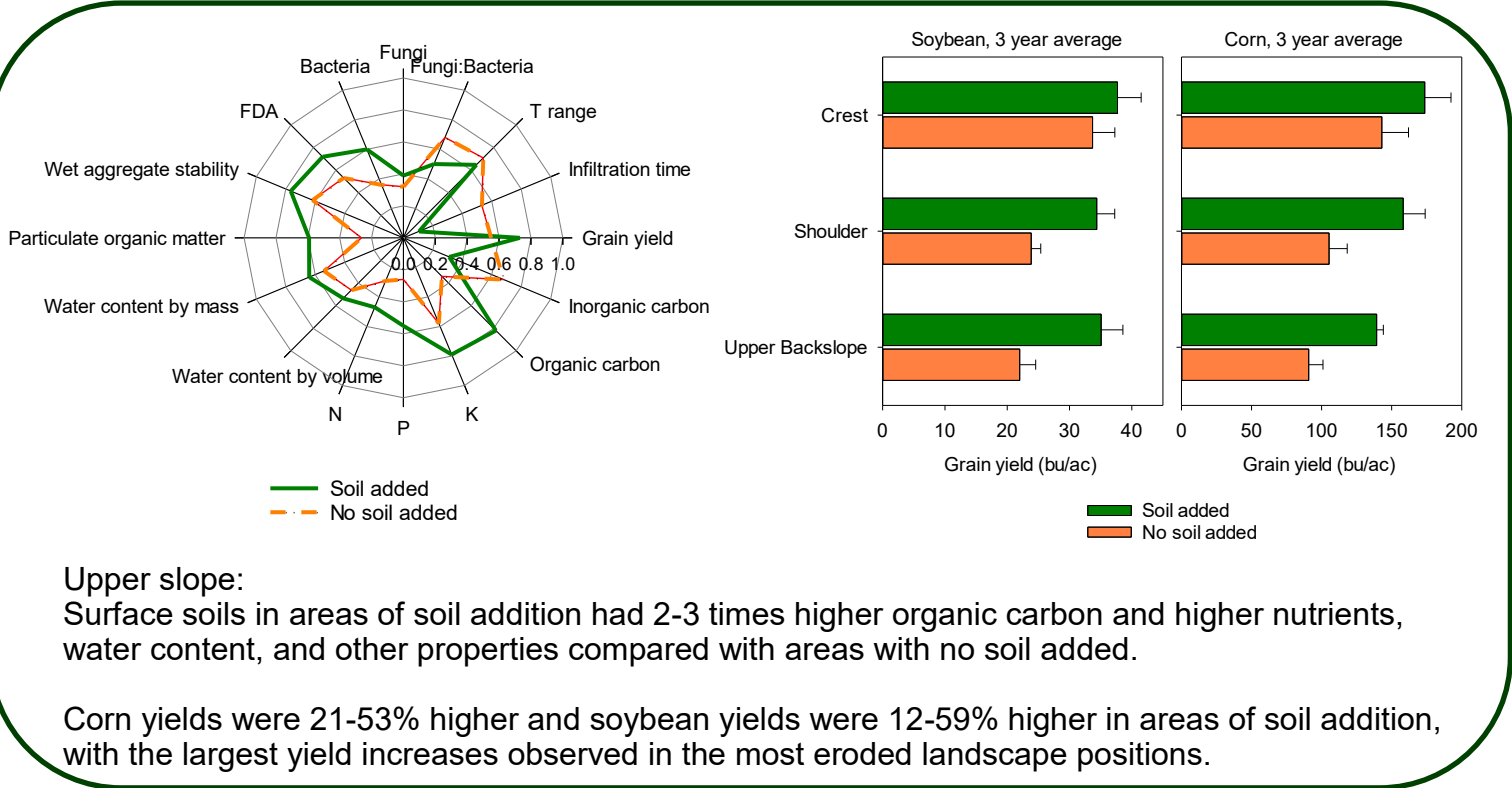 Fungi
Bacteria
Fungi:Bacteria
FDA
T range
Wet aggregate stability
Infiltration time
Particulate organic matter
Grain yield
0.0 0.2 0.4 0.6 0.8 1.0
Water content by mass
Inorganic carbon
Organic carbon
Water content by volume
N
K
P
Soil added
No soil added
Soybean, 3 year average
Corn, 3 year average
Crest
Shoulder
Upper Backslope
0 10 20 30 40
0 50 100 150 200
Grain yield (bu/ac)
Grain yield (bu/ac)
Soil added
No soil added
Upper slope:
Surface soils in areas of soil addition had 2-3 times higher organic carbon and higher nutrients,
water content, and other properties compared with areas with no soil added.
Corn yields were 21-53% higher and soybean yields were 12-59% higher in areas of soil addition,
with the largest yield increases observed in the most eroded landscape positions.